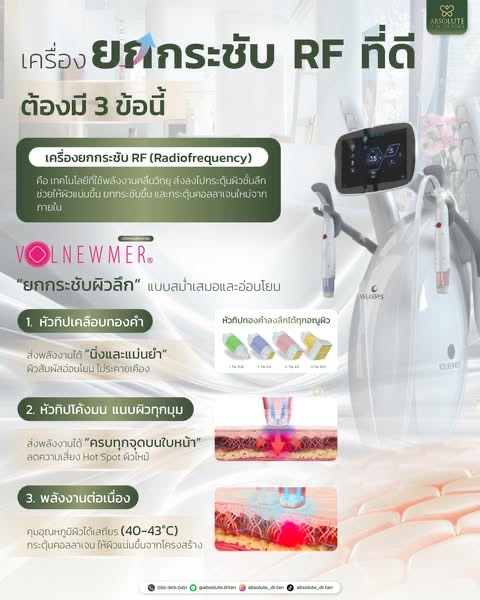 ABSOLUTE
เครื่อง ยกกระชับ RF ที่ดี
ต้องมี 3 ข้อนี้
เครื่องยกกระชับ RF (Radiofrequency)
คือ เทคโนโลยีที่ใช้พลังงานคลื่นวิทยุ ส่งลงไปกระตุ้นผิวชั้นลึก
ช่วยให้ผิวแน่นขึ้น ยกกระชับขึ้น และกระตุ้นคอลลาเจนใหม่จาก
ภายใน
VOLNEWMER®
“ยกกระชับผิวลึก” แบบสม่ำเสมอและอ่อนโยน
1. หัวทิปเคลือบทองคำ
ส่งพลังงานได้ “นิ่งและแม่นยำ”
ผิวสัมผัสอ่อนโยน ไม่ระคายเคือง
หัวทิปทองคำลงลึกได้ทุกอณูผิว
2. หัวทิปโค้งมน แนบผิวทุกมุม
ส่งพลังงานได้ “ครบทุกจุดบนใบหน้า”
ลดความเสี่ยง Hot Spot ผิวไหม้
3. พลังงานต่อเนื่อง
คุมอุณหภูมิผิวได้เสถียร (40-43°C)
กระตุ้นคอลลาเจน ให้ผิวแน่นขึ้นจากโครงสร้าง
CLASSYS
VOLNEWMER
090-969-0451 @absolute.dr.tan absolute_dr.tan absolute_dr.tan